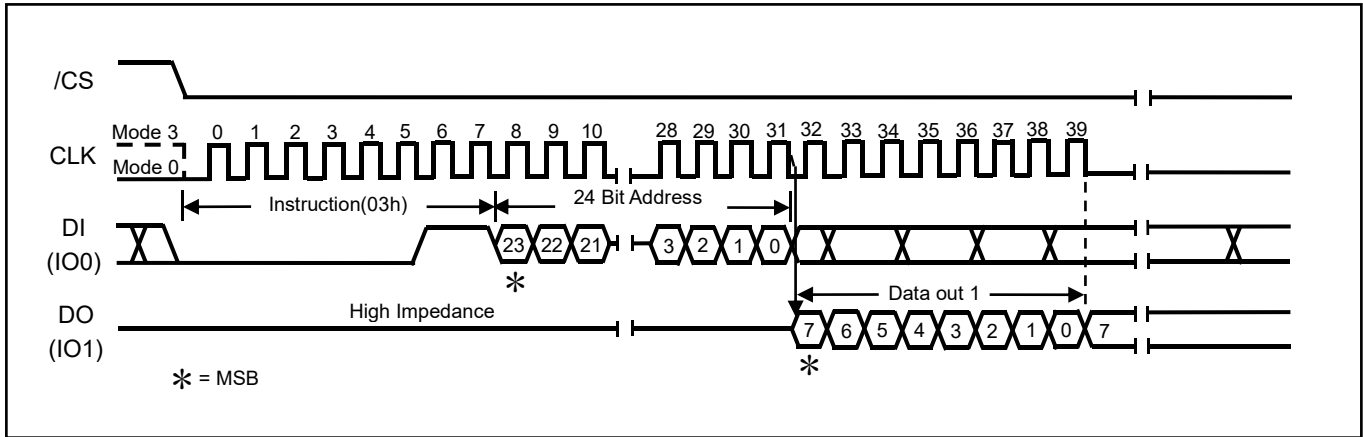 /CS
Mode 3 0 1 2 3 4 5 6 7 8 9 10 28 29 30 31 32 33 34 35 36 37 38 39
CLK
Mode 0
Instruction(03h) 24 Bit Address
DI
(IO0)
23 22 21 3 2 1 0
*
Data out 1
High Impedance
DO
(IO1)
7 6 5 4 3 2 1 0 7
*
* = MSB